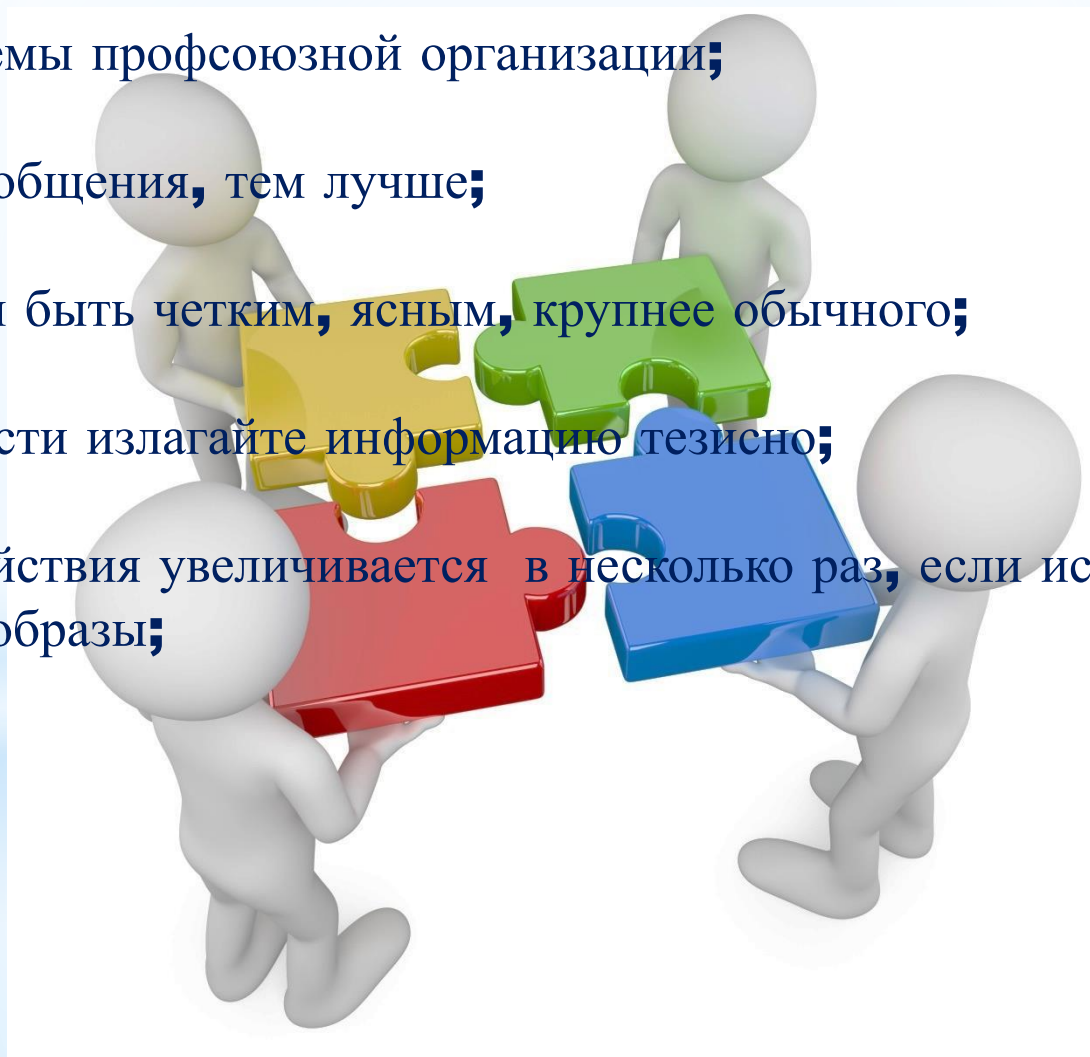 емы профсоюзной организации;
общения, тем лучше;
быть четким, ясным, крупнее обычного;
сти излагайте информацию тезисно;
йствия увеличивается в несколько раз, если ис
образы;